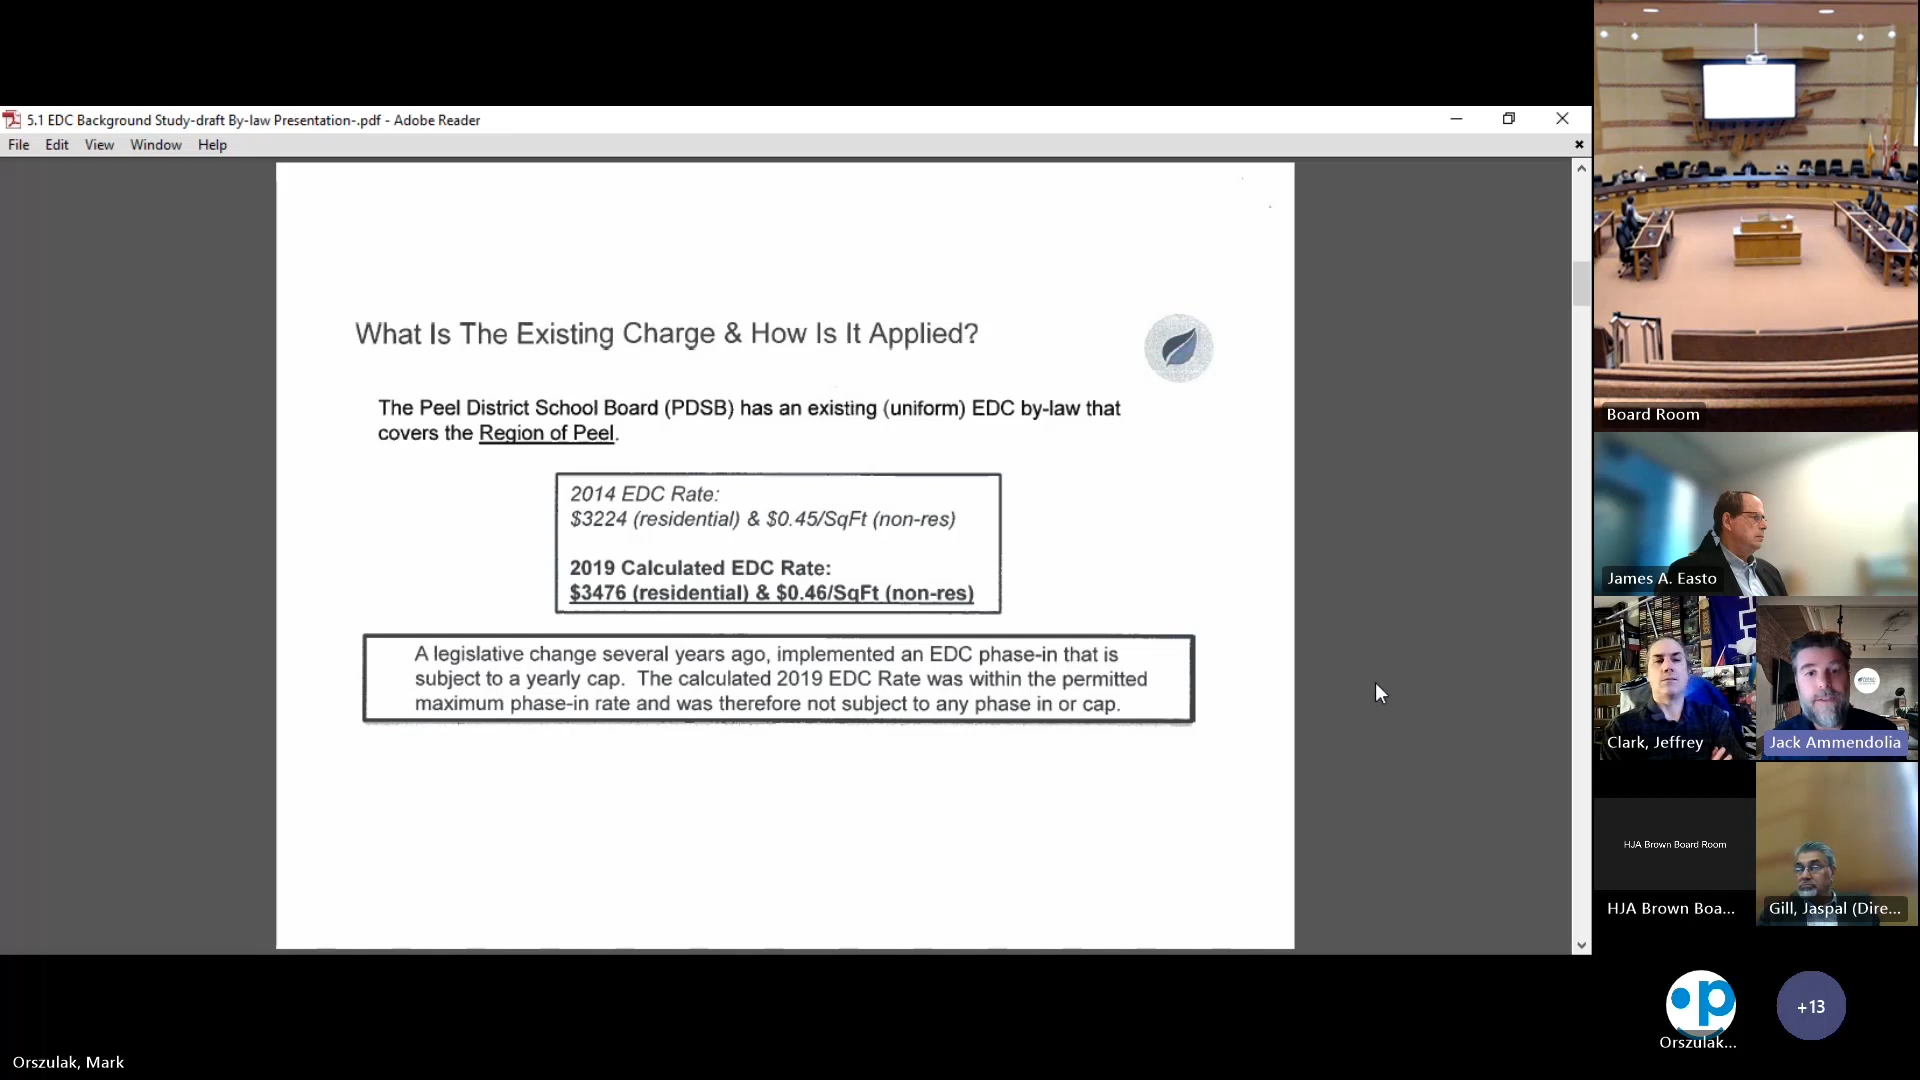 5.1 EDC Background Study-draft By-law Presentation-.pdf - Adobe Reader
File Edit View Window Help
What Is The Existing Charge & How Is It Applied?
The Peel District School Board (PDSB) has an existing (uniform) EDC by-law that
covers the Region of Peel.
2014 EDC Rate:
$3224 (residential) & $0.45/SqFt (non-res)
2019 Calculated EDC Rate:
$3476 (residential) & $0.46/SqFt (non-res)
A legislative change several years ago, implemented an EDC phase-in that is
subject to a yearly cap. The calculated 2019 EDC Rate was within the permitted
maximum phase-in rate and was therefore not subject to any phase in or cap.
Board Room
James A. Easto
Clark, Jeffrey
Jack Ammendolia
HJA Brown Board Room
HJA Brown Boa...
Gill, Jaspal (Dire...
p
+13
Orszulak...
Orszulak, Mark